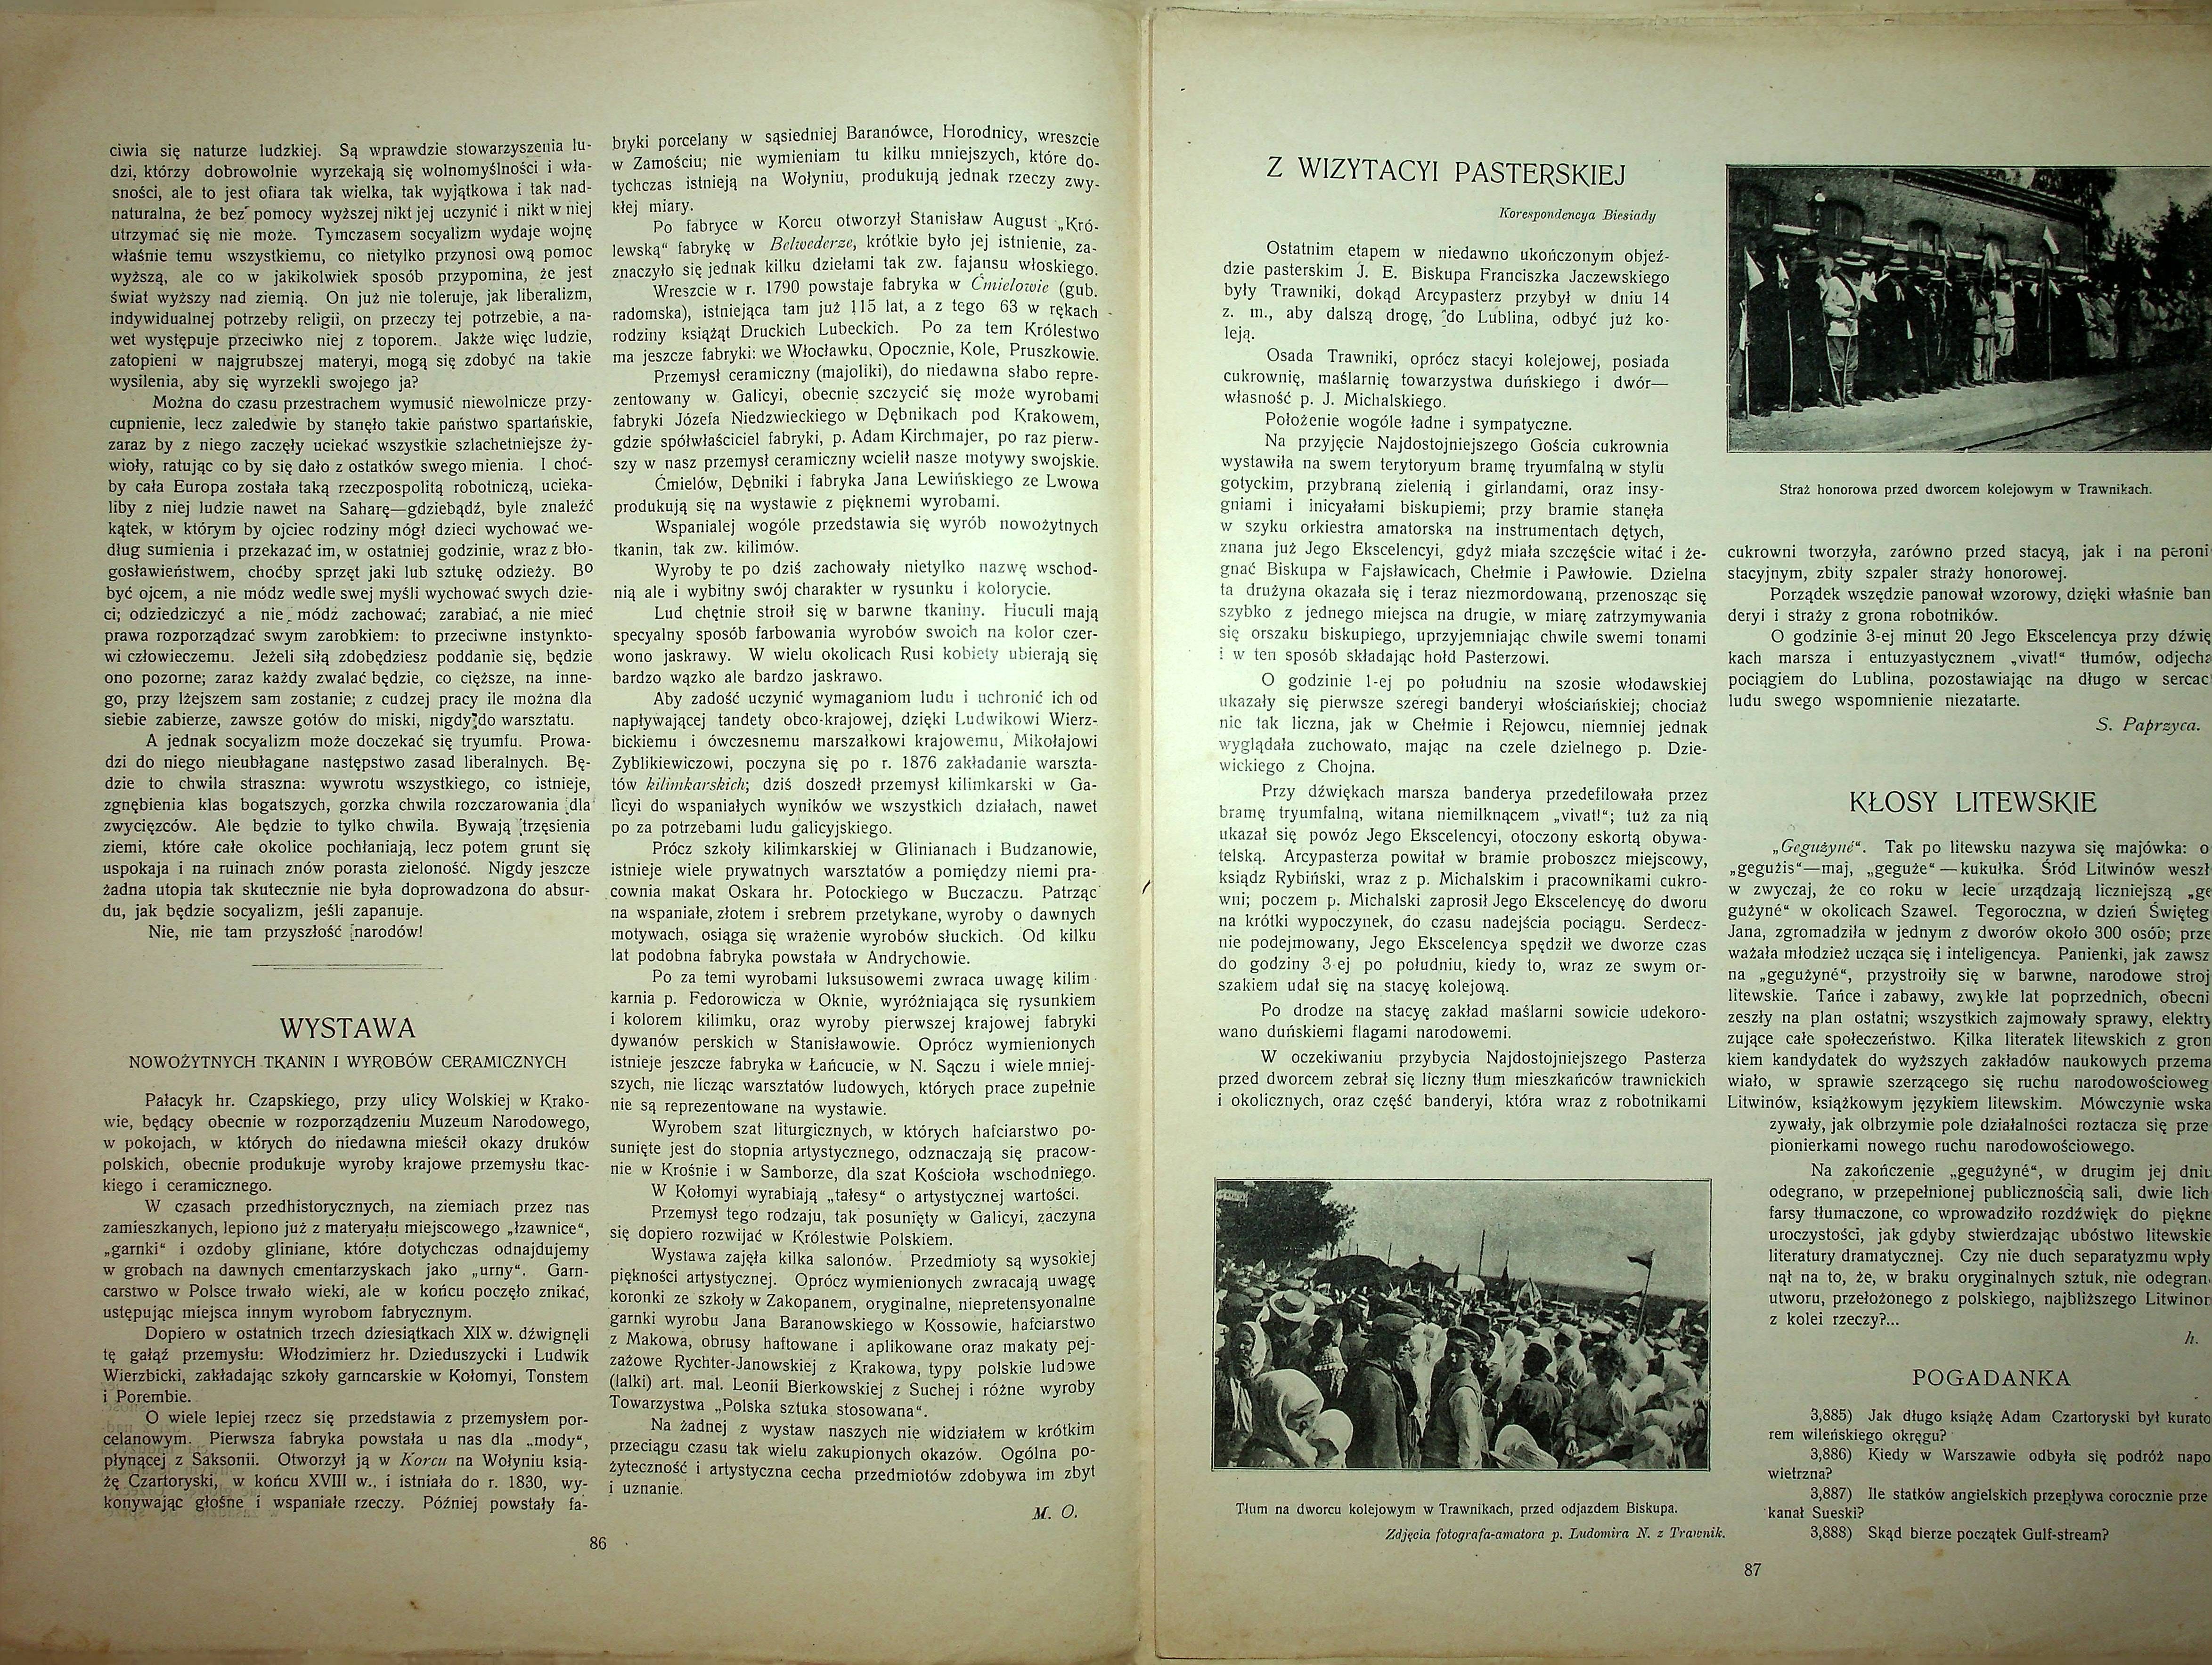 ciwia się naturze ludzkiej. Są wprawdzie stowarzyszenia lu-
dzi, którzy dobrowolnie wyrzekają się wolnomyślności i wła-
sności, ale to jest ofiara tak wielka, tak wyjątkowa i tak nad-
naturalna, że bez pomocy wyższej nikt jej uczynić i nikt w niej
utrzymać się nie może. Tymczasem socyalizm wydaje wojnę
właśnie temu wszystkiemu, co nietylko przynosi ową pomoc
wyższą, ale co w jakikolwiek sposób przypomina, że jest
świat wyższy nad ziemią. On już nie toleruje, jak liberalizm,
indywidualnej potrzeby religii, on przeczy tej potrzebie, a na-
wet występuje przeciwko niej z toporem. Jakże więc ludzie,
zatopieni w najgrubszej materyi, mogą się zdobyć na takie
wysilenia, aby się wyrzekli swojego ja?
Można do czasu przestrachem wymusić niewolnicze przy-
cupnienie, lecz zaledwie by stanęło takie państwo spartańskie,
zaraz by z niego zaczęły uciekać wszystkie szlachetniejsze ży-
wioły, ratując co by się dało z ostatków swego mienia. I choć-
by cała Europa została taką rzeczpospolitą robotniczą, ucieka-
liby z niej ludzie nawet na Saharę—gdziebądź, byle znaleźć
kątek, w którym by ojciec rodziny mógł dzieci wychować we-
dług sumienia i przekazać im, w ostatniej godzinie, wraz z bło-
gosławieństwem, choćby sprzęt jaki lub sztukę odzieży. Bo
być ojcem, a nie módz wedle swej myśli wychować swych dzie-
ci; odziedziczyć a nie módz zachować; zarabiać, a nie mieć
prawa rozporządzać swym zarobkiem: to przeciwne instynkto-
wi człowieczemu. Jeżeli siłą zdobędziesz poddanie się, będzie
ono pozorne; zaraz każdy zwalać będzie, co cięższe, na inne-
go, przy lżejszem sam zostanie; z cudzej pracy ile można dla
siebie zabierze, zawsze gotów do miski, nigdy do warsztatu.
A jednak socyalizm może doczekać się tryumfu. Prowa-
dzi do niego nieubłagane następstwo zasad liberalnych. Bę-
dzie to chwila straszna: wywrotu wszystkiego, co istnieje,
zgnębienia klas bogatszych, gorzka chwila rozczarowania dla
zwycięzców. Ale będzie to tylko chwila. Bywają trzęsienia
ziemi, które całe okolice pochłaniają, lecz potem grunt się
uspokaja i na ruinach znów porasta zieloność. Nigdy jeszcze
żadna utopia tak skutecznie nie była doprowadzona do absur-
du, jak będzie socyalizm, jeśli zapanuje.
Nie, nie tam przyszłość narodów!
WYSTAWA
NOWOŻYTNYCH TKANIN I WYROBÓW CERAMICZNYCH
Pałacyk hr. Czapskiego, przy ulicy Wolskiej w Krako-
wie, będący obecnie w rozporządzeniu Muzeum Narodowego,
w pokojach, w których do niedawna mieścił okazy druków
polskich, obecnie produkuje wyroby krajowe przemysłu tkac-
kiego i ceramicznego.
W czasach przedhistorycznych, na ziemiach przez nas
zamieszkanych, lepiono już z materyału miejscowego „łzawnice“,
„garnki“ i ozdoby gliniane, które dotychczas odnajdujemy
w grobach na dawnych cmentarzyskach jako „urny“. Garn-
carstwo w Polsce trwało wieki, ale w końcu poczęło znikać,
ustępując miejsca innym wyrobom fabrycznym.
Dopiero w ostatnich trzech dziesiątkach XIX w. dźwignęli
tę gałąź przemysłu: Włodzimierz hr. Dzieduszycki i Ludwik
Wierzbicki, zakładając szkoły garncarskie w Kołomyi, Tonstem
i Porembie.
O wiele lepiej rzecz się przedstawia z przemysłem por-
celanowym. Pierwsza fabryka powstała u nas dla „mody“,
płynącej z Saksonii. Otworzył ją w Korcu na Wołyniu ksią-
żę Czartoryski, w końcu XVIII w., i istniała do r. 1830, wy-
konywając głośne i wspaniałe rzeczy. Później powstały fa-
bryki porcelany w sąsiedniej Baranówce, Horodnicy, wreszcie
w Zamościu; nie wymieniam tu kilku mniejszych, które do-
tychczas istnieją na Wołyniu, produkują jednak rzeczy zwy-
kłej miary.
Po fabryce w Korcu otworzył Stanisław August „Kró-
lewską“ fabrykę w Belwederze, krótkie było jej istnienie, za-
znaczyło się jednak kilku dziełami tak zw. fajansu włoskiego.
Wreszcie w r. 1790 powstaje fabryka w Ćmielowie (gub.
radomska), istniejąca tam już 115 lat, a z tego 63 w rękach
rodziny książąt Druckich Lubeckich. Po za tem Królestwo
ma jeszcze fabryki: we Włocławku, Opocznie, Kole, Pruszkowie.
Przemysł ceramiczny (majoliki), do niedawna słabo repre-
zentowany w Galicyi, obecnie szczycić się może wyrobami
fabryki Józefa Niedzwieckiego w Dębnikach pod Krakowem,
gdzie spółwłaściciel fabryki, p. Adam Kirchmajer, po raz pierw-
szy w nasz przemysł ceramiczny wcielił nasze motywy swojskie.
Ćmielów, Dębniki i fabryka Jana Lewińskiego ze Lwowa
produkują się na wystawie z pięknemi wyrobami.
Wspanialej wogóle przedstawia się wyrób nowożytnych
tkanin, tak zw. kilimów.
Wyroby te po dziś zachowały nietylko nazwę wschod-
nią ale i wybitny swój charakter w rysunku i kolorycie.
Lud chętnie stroił się w barwne tkaniny. Huculi mają
specyalny sposób farbowania wyrobów swoich na kolor czer-
wono jaskrawy. W wielu okolicach Rusi kobiety ubierają się
bardzo wązko ale bardzo jaskrawo.
Aby zadość uczynić wymaganiom ludu i uchronić ich od
napływającej tandety obco-krajowej, dzięki Ludwikowi Wierz-
bickiemu i ówczesnemu marszałkowi krajowemu, Mikołajowi
Zyblikiewiczowi, poczyna się po r. 1876 zakładanie warszta-
tów kilimkarskich; dziś doszedł przemysł kilimkarski w Ga-
licyi do wspaniałych wyników we wszystkich działach, nawet
po za potrzebami ludu galicyjskiego.
Prócz szkoły kilimkarskiej w Glinianach i Budzanowie,
istnieje wiele prywatnych warsztatów a pomiędzy niemi pra-
cownia makat Oskara hr. Potockiego w Buczaczu. Patrząc
na wspaniałe, złotem i srebrem przetykane, wyroby o dawnych
motywach, osiąga się wrażenie wyrobów słuckich. Od kilku
lat podobna fabryka powstała w Andrychowie.
Po za temi wyrobami luksusowemi zwraca uwagę kilim-
karnia p. Fedorowicza w Oknie, wyróżniająca się rysunkiem
i kolorem kilimku, oraz wyroby pierwszej krajowej fabryki
dywanów perskich w Stanisławowie. Oprócz wymienionych
istnieje jeszcze fabryka w Łańcucie, w N. Sączu i wiele mniej-
szych, nie licząc warsztatów ludowych, których prace zupełnie
nie są reprezentowane na wystawie.
Wyrobem szat liturgicznych, w których hafciarstwo po-
sunięte jest do stopnia artystycznego, odznaczają się pracow-
nie w Krośnie i w Samborze, dla szat Kościoła wschodniego.
W Kołomyi wyrabiają „tałesy“ o artystycznej wartości.
Przemysł tego rodzaju, tak posunięty w Galicyi, zaczyna
się dopiero rozwijać w Królestwie Polskiem.
Wystawa zajęła kilka salonów. Przedmioty są wysokiej
piękności artystycznej. Oprócz wymienionych zwracają uwagę
koronki ze szkoły w Zakopanem, oryginalne, niepretensyonalne
garnki wyrobu Jana Baranowskiego w Kossowie, hafciarstwo
z Makowa, obrusy haftowane i aplikowane oraz makaty pej-
zażowe Rychter-Janowskiej z Krakowa, typy polskie ludowe
(lalki) art. mal. Leonii Bierkowskiej z Suchej i różne wyroby
Towarzystwa „Polska sztuka stosowana“.
Na żadnej z wystaw naszych nie widziałem w krótkim
przeciągu czasu tak wielu zakupionych okazów. Ogólna po-
żyteczność i artystyczna cecha przedmiotów zdobywa im zbyt
i uznanie.
M. O.
86
Z WIZYTACYI PASTERSKIEJ
Korespondencya Biesiady
Ostatnim etapem w niedawno ukończonym objeź-
dzie pasterskim J. E. Biskupa Franciszka Jaczewskiego
były Trawniki, dokąd Arcypasterz przybył w dniu 14
z. m., aby dalszą drogę, do Lublina, odbyć już ko-
leją.
Osada Trawniki, oprócz stacyi kolejowej, posiada
cukrownię, maślarnię towarzystwa duńskiego i dwór—
własność p. J. Michalskiego.
Położenie wogóle ładne i sympatyczne.
Na przyjęcie Najdostojniejszego Gościa cukrownia
wystawiła na swem terytoryum bramę tryumfalną w stylu
gotyckim, przybraną zielenią i girlandami, oraz insy-
gniami i inicyałami biskupiemi; przy bramie stanęła
w szyku orkiestra amatorska na instrumentach dętych,
znana już Jego Ekscelencyi, gdyż miała szczęście witać i że-
gnać Biskupa w Fajsławicach, Chełmie i Pawłowie. Dzielna
ta drużyna okazała się i teraz niezmordowaną, przenosząc się
szybko z jednego miejsca na drugie, w miarę zatrzymywania
się orszaku biskupiego, uprzyjemniając chwile swemi tonami
i w ten sposób składając hołd Pasterzowi.
O godzinie 1-ej po południu na szosie włodawskiej
ukazały się pierwsze szeregi banderyi włościańskiej; chociaż
nie tak liczna, jak w Chełmie i Rejowcu, niemniej jednak
wyglądała zuchowato, mając na czele dzielnego p. Dzie-
wickiego z Chojna.
Przy dźwiękach marsza banderya przedefilowała przez
bramę tryumfalną, witana niemilknącem „vivat!“; tuż za nią
ukazał się powóz Jego Ekscelencyi, otoczony eskortą obywa-
telską. Arcypasterza powitał w bramie proboszcz miejscowy,
ksiądz Rybiński, wraz z p. Michalskim i pracownikami cukro-
wni; poczem p. Michalski zaprosił Jego Ekscelencyę do dworu
na krótki wypoczynek, do czasu nadejścia pociągu. Serdecz-
nie podejmowany, Jego Ekscelencya spędził we dworze czas
do godziny 3-ej po południu, kiedy to, wraz ze swym or-
szakiem udał się na stacyę kolejową.
Po drodze na stacyę zakład maślarni sowicie udekoro-
wano duńskiemi flagami narodowemi.
W oczekiwaniu przybycia Najdostojniejszego Pasterza
przed dworcem zebrał się liczny tłum mieszkańców trawnickich
i okolicznych, oraz część banderyi, która wraz z robotnikami
Tłum na dworcu kolejowym w Trawnikach, przed odjazdem Biskupa.
Zdjęcia fotografa-amatora p. Ludomira N. z Trawnik.
Straż honorowa przed dworcem kolejowym w Trawnikach.
cukrowni tworzyła, zarówno przed stacyą, jak i na peroni
stacyjnym, zbity szpaler straży honorowej.
Porządek wszędzie panował wzorowy, dzięki właśnie ban
deryi i straży z grona robotników.
O godzinie 3-ej minut 20 Jego Ekscelencya przy dźwię
kach marsza i entuzyastycznem „vivat!“ tłumów, odjecha
pociągiem do Lublina, pozostawiając na długo w sercac
ludu swego wspomnienie niezatarte.
S. Paprzyca.
KŁOSY LITEWSKIE
„Gegużyné“. Tak po litewsku nazywa się majówka: o
„gegużis“—maj, „geguże“—kukułka. Śród Litwinów weszł
w zwyczaj, że co roku w lecie urządzają liczniejszą „ge
gużyné“ w okolicach Szawel. Tegoroczna, w dzień Święteg
Jana, zgromadziła w jednym z dworów około 300 osób; prze
ważała młodzież ucząca się i inteligencya. Panienki, jak zawsz
na „gegużyné“, przystroiły się w barwne, narodowe stroj
litewskie. Tańce i zabawy, zwykłe lat poprzednich, obecni
zeszły na plan ostatni; wszystkich zajmowały sprawy, elektry
zujące całe społeczeństwo. Kilka literatek litewskich z gron
kiem kandydatek do wyższych zakładów naukowych przema
wiało, w sprawie szerzącego się ruchu narodowościoweg
Litwinów, książkowym językiem litewskim. Mówczynie wska
zywały, jak olbrzymie pole działalności roztacza się prze
pionierkami nowego ruchu narodowościowego.
Na zakończenie „gegużyné“, w drugim jej dniu
odegrano, w przepełnionej publicznością sali, dwie lich
farsy tłumaczone, co wprowadziło rozdźwięk do piękne
uroczystości, jak gdyby stwierdzając ubóstwo litewskie
literatury dramatycznej. Czy nie duch separatyzmu wpły
nął na to, że, w braku oryginalnych sztuk, nie odegran
utworu, przełożonego z polskiego, najbliższego Litwinom
z kolei rzeczy?...
h.
POGADANKA
3,885) Jak długo książę Adam Czartoryski był kurato
rem wileńskiego okręgu?
3,886) Kiedy w Warszawie odbyła się podróż napo
wietrzna?
3,887) Ile statków angielskich przepływa corocznie prze
kanał Sueski?
3,888) Skąd bierze początek Gulf-stream?
87